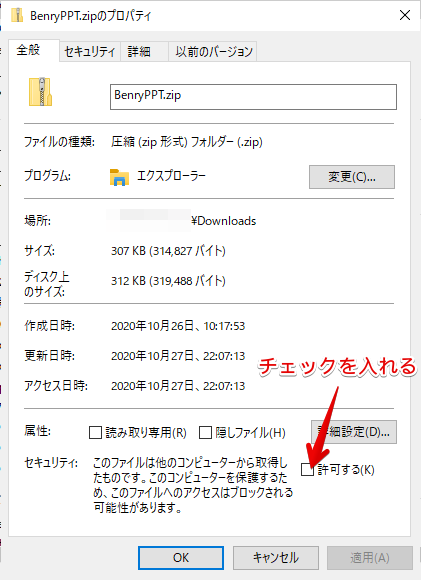 BenryPPT.zipのプロパティ
全般 セキュリティ 詳細 以前のバージョン
BenryPPT.zip
ファイルの種類: 圧縮 (zip 形式) フォルダー (.zip)
プログラム: エクスプローラー 変更(C)...
場所: ¥Downloads
サイズ: 307 KB (314,827 バイト)
ディスク上
のサイズ: 312 KB (319,488 バイト)
作成日時: 2020年10月26日、10:17:53
更新日時: 2020年10月27日、22:07:13
チェックを入れる
アクセス日時: 2020年10月27日、22:07:13
属性: 読み取り専用(R) 隠しファイル(H) 詳細設定(D)...
セキュリティ: このファイルは他のコンピューターから取得し
たものです。このコンピューターを保護するた
め、このファイルへのアクセスはブロックされる
可能性があります。
許可する(K)
OK キャンセル 適用(A)